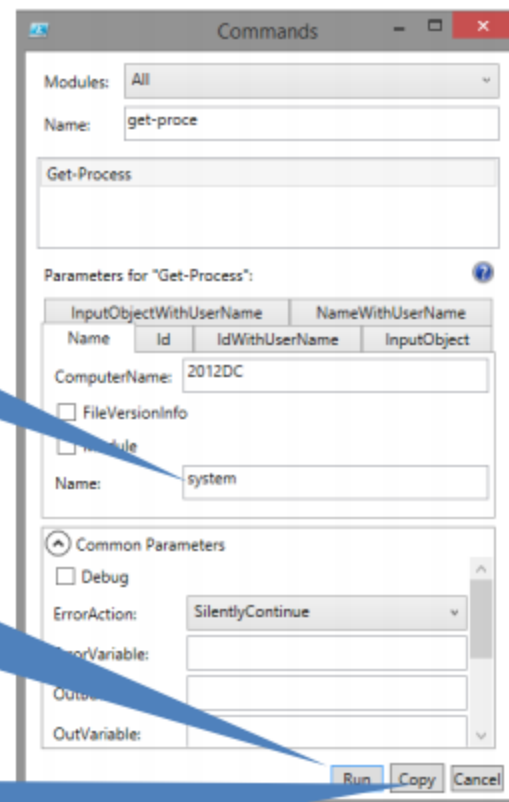 Commands
Modules: All
Name: get-proce
Get-Process
Parameters for "Get-Process":
InputObjectWithUserName NameWithUserName
Name Id IdWithUserName InputObject
ComputerName: 2012DC
FileVersionInfo
Name: system
Common Parameters
Debug
ErrorAction: SilentlyContinue
OutVariable:
Run Copy Cancel